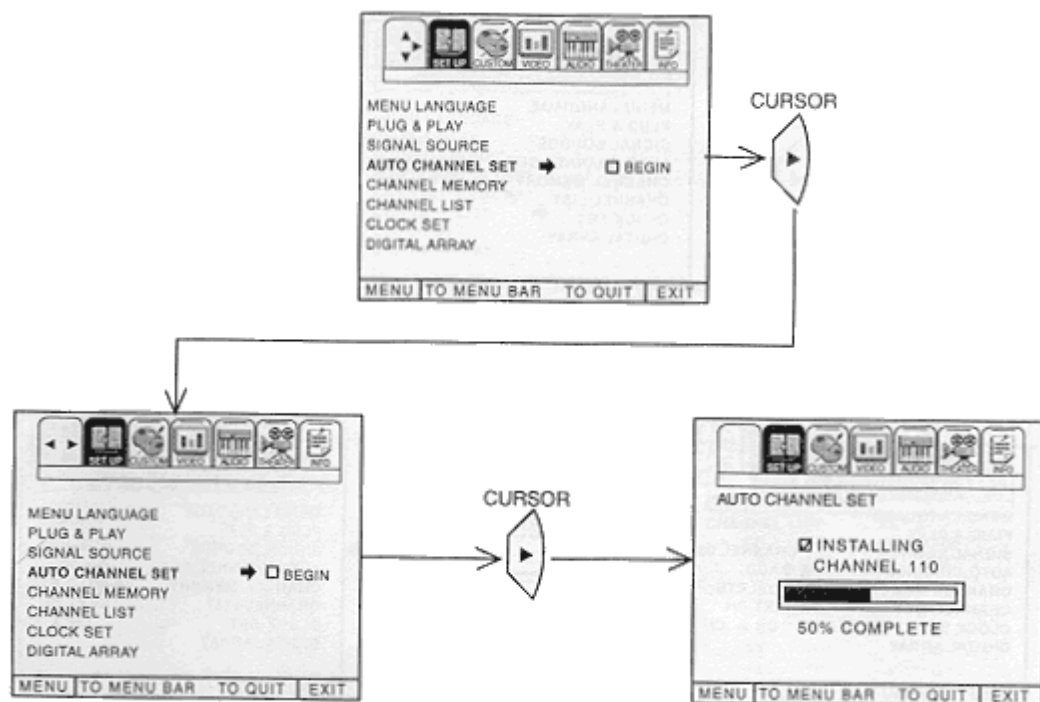 SET UP CUSTOM VIDEO AUDIO THEATER INFO
MENU LANGUAGE
PLUG & PLAY
SIGNAL SOURCE
AUTO CHANNEL SET ➡ ☐ BEGIN
CHANNEL MEMORY
CHANNEL LIST
CLOCK SET
DIGITAL ARRAY
MENU TO MENU BAR TO QUIT EXIT
CURSOR
SET UP CUSTOM VIDEO AUDIO THEATER INFO
MENU LANGUAGE
PLUG & PLAY
SIGNAL SOURCE
AUTO CHANNEL SET ➡ ☐ BEGIN
CHANNEL MEMORY
CHANNEL LIST
CLOCK SET
DIGITAL ARRAY
MENU TO MENU BAR TO QUIT EXIT
CURSOR
SET UP CUSTOM VIDEO AUDIO THEATER INFO
AUTO CHANNEL SET
☑ INSTALLING
CHANNEL 110
50% COMPLETE
MENU TO MENU BAR TO QUIT EXIT